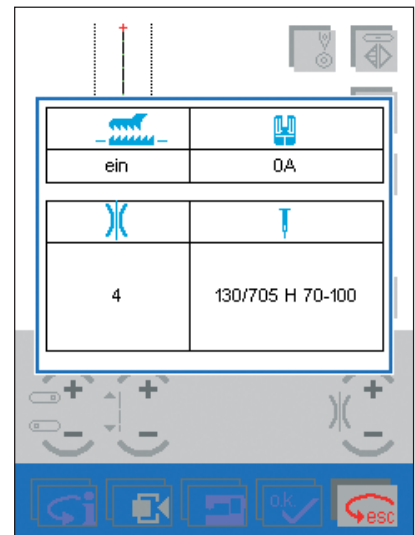 ein 0A
4 130/705 H 70-100
+ + +
− − −
i o.k. esc